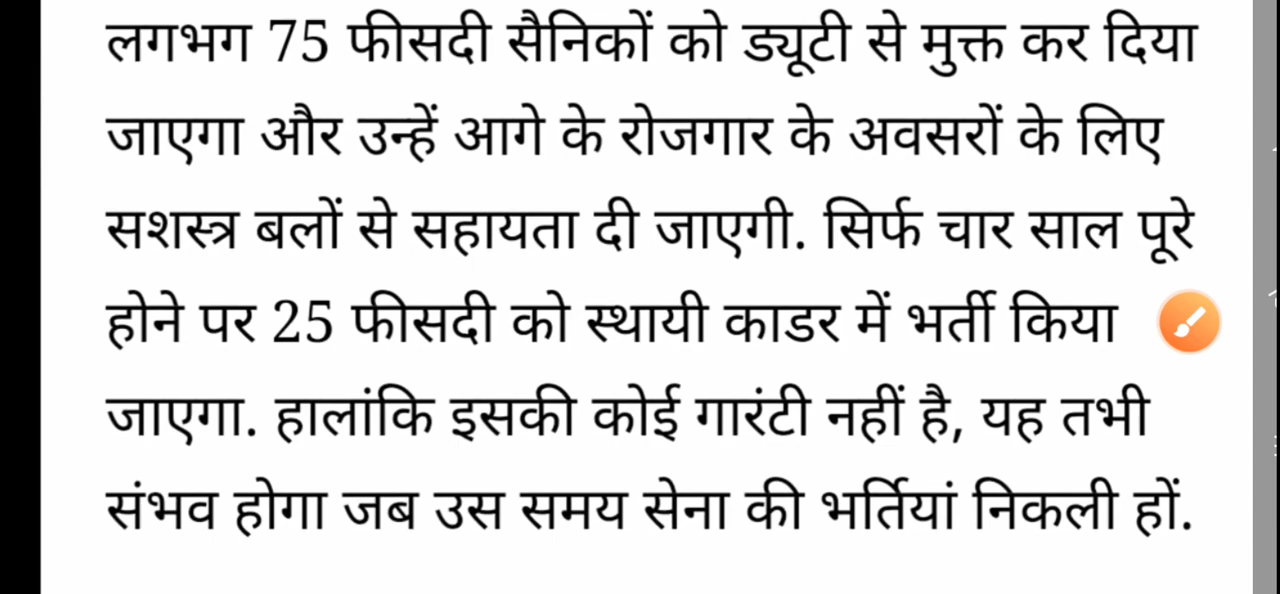 लगभग 75 फीसदी सैनिकों को ड्यूटी से मुक्त कर दिया
जाएगा और उन्हें आगे के रोजगार के अवसरों के लिए
सशस्त्र बलों से सहायता दी जाएगी. सिर्फ चार साल पूरे
होने पर 25 फीसदी को स्थायी काडर में भर्ती किया
जाएगा. हालांकि इसकी कोई गारंटी नहीं है, यह तभी
संभव होगा जब उस समय सेना की भर्तियां निकली हों.